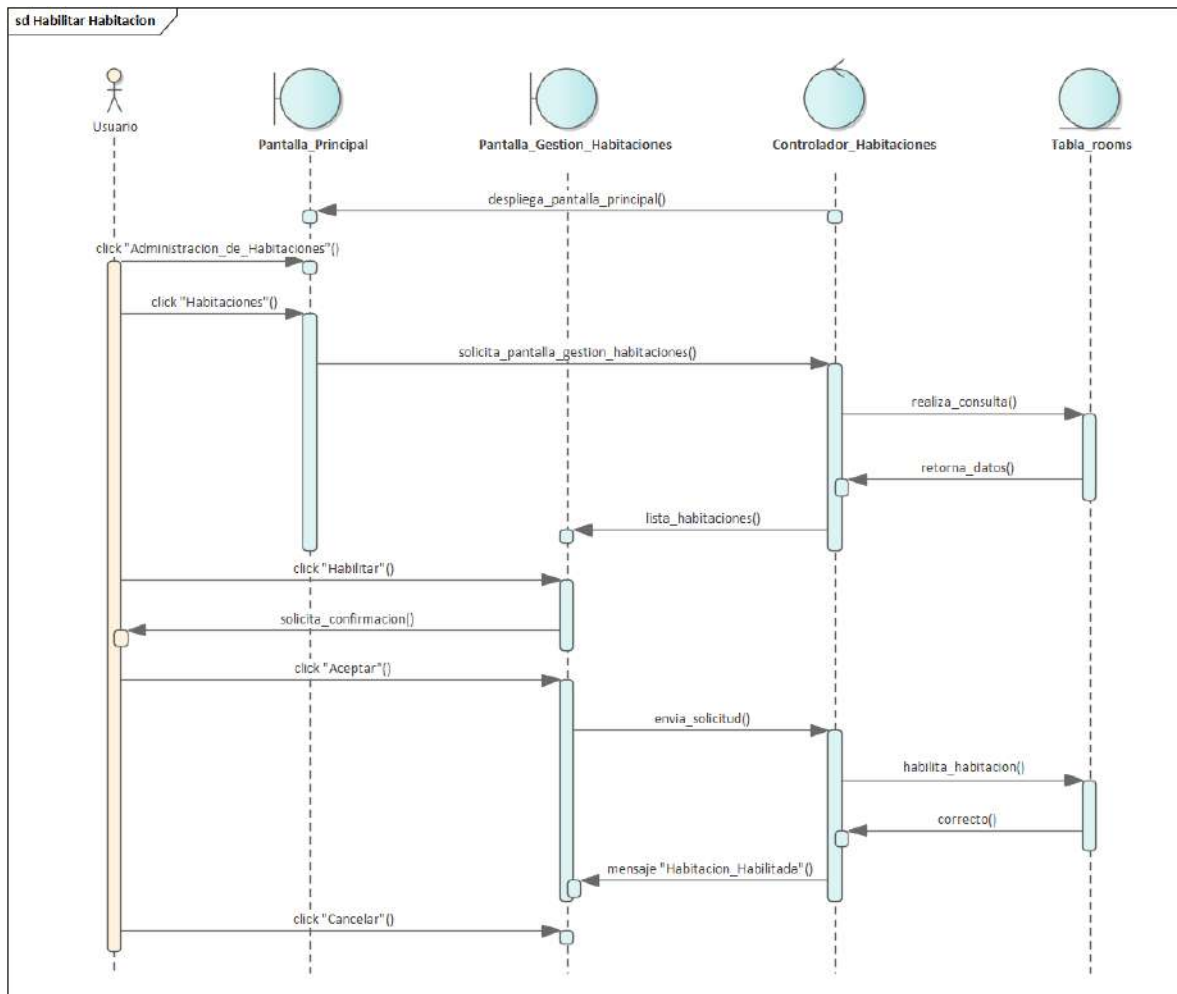 sd Habilitar Habitacion
Usuario
Pantalla_Principal
Pantalla_Gestion_Habitaciones
Controlador_Habitaciones
Tabla_rooms
despliega_pantalla_principal()
click "Administracion_de_Habitaciones"()
click "Habitaciones"()
solicita_pantalla_gestion_habitaciones()
realiza_consulta()
retorna_datos()
lista_habitaciones()
click "Habilitar"()
solicita_confirmacion()
click "Aceptar"()
envia_solicitud()
habilita_habitacion()
correcto()
mensaje "Habitacion_Habilitada"()
click "Cancelar"()